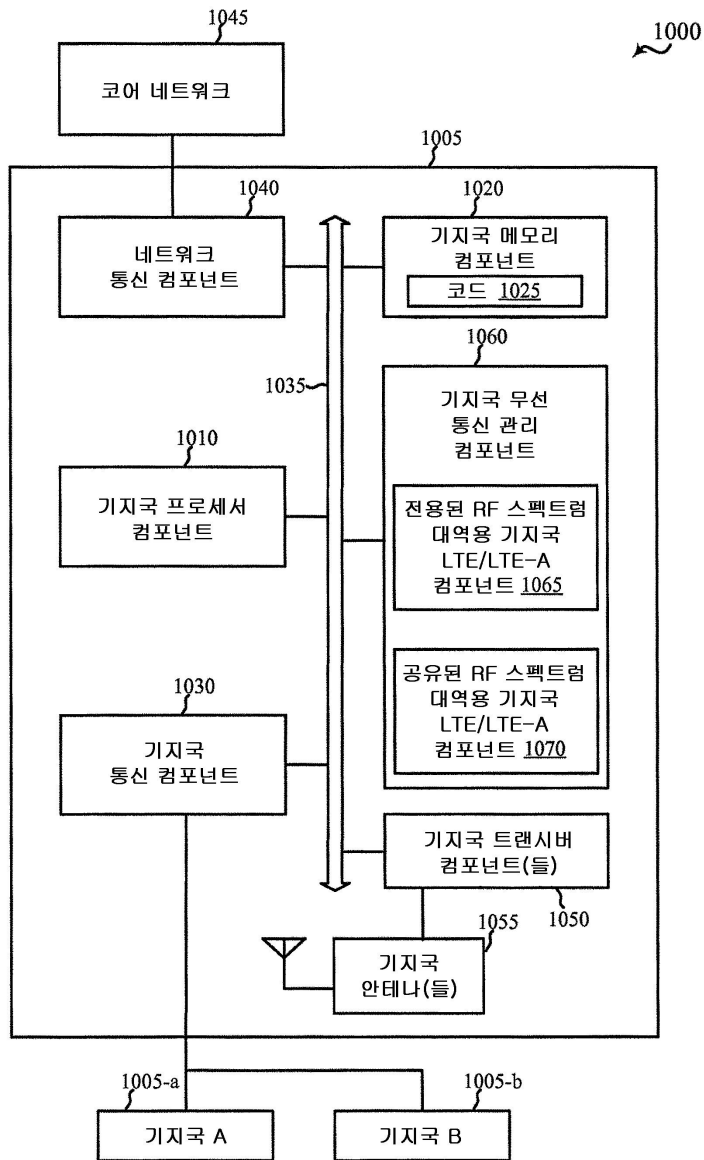 1000
1045
코어 네트워크
1005
1040
네트워크
통신 컴포넌트
1020
기지국 메모리
컴포넌트
코드 1025
1035
1060
기지국 무선
통신 관리
컴포넌트
1010
기지국 프로세서
컴포넌트
전용된 RF 스펙트럼
대역용 기지국
LTE/LTE-A
컴포넌트 1065
공유된 RF 스펙트럼
대역용 기지국
LTE/LTE-A
컴포넌트 1070
1030
기지국
통신 컴포넌트
기지국 트랜시버
컴포넌트(들)
1050
1055
기지국
안테나(들)
1005-a
기지국 A
1005-b
기지국 B